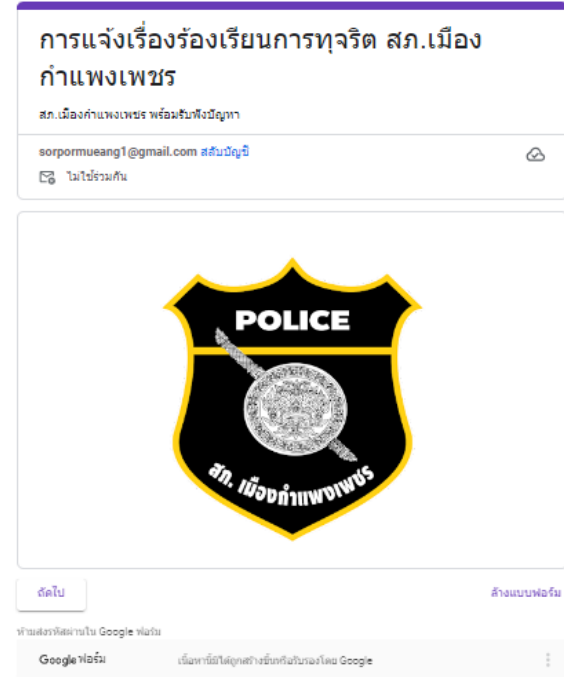 การแจ้งเรื่องร้องเรียนการทุจริต สภ.เมือง
กำแพงเพชร
สภ.เมืองกำแพงเพชร พร้อมรับฟังปัญหา
sorpormueang1@gmail.com สลับบัญชี
ไม่ใช่ร่วมกัน
POLICE
สภ. เมืองกำแพงเพชร
ถัดไป
ล้างแบบฟอร์ม
ห้ามส่งรหัสผ่านใน Google ฟอร์ม
Google ฟอร์ม
เนื้อหานี้มิได้ถูกสร้างขึ้นหรือรับรองโดย Google